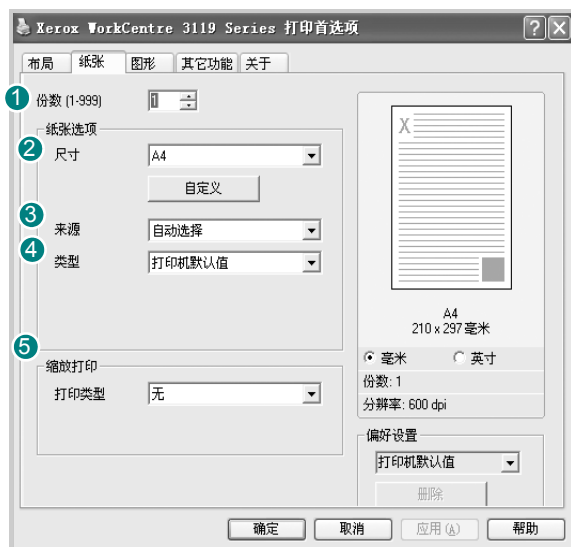 Xerox WorkCentre 3119 Series 打印首选项
布局 纸张 图形 其它功能 关于
1 份数 (1-999) 1
纸张选项
2 尺寸 A4
自定义
3 来源 自动选择
4 类型 打印机默认值
5 缩放打印
打印类型 无
X
A4
210 x 297 毫米
毫米 英寸
份数: 1
分辨率: 600 dpi
偏好设置
打印机默认值
删除
确定 取消 应用(A) 帮助